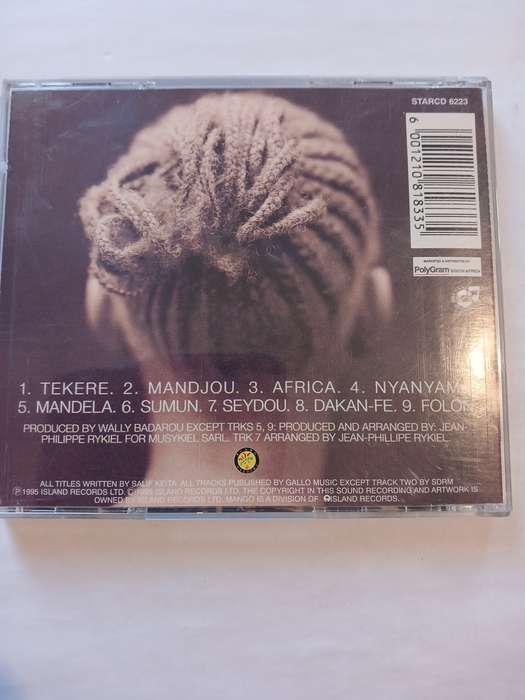 STARCD 6223
6 001210 818335
MARKETED & DISTRIBUTED BY
PolyGram SOUTH AFRICA
1. TEKERE. 2. MANDJOU. 3. AFRICA. 4. NYANYAM
5. MANDELA. 6. SUMUN. 7. SEYDOU. 8. DAKAN-FE. 9. FOLON
PRODUCED BY WALLY BADAROU EXCEPT TRKS 5, 9: PRODUCED AND ARRANGED BY: JEAN-
PHILIPPE RYKIEL FOR MUSYKIEL SARL. TRK 7 ARRANGED BY JEAN-PHILLIPE RYKIEL.
ALL TITLES WRITTEN BY SALIF KEITA. ALL TRACKS PUBLISHED BY GALLO MUSIC EXCEPT TRACK TWO BY SDRM
℗ 1995 ISLAND RECORDS LTD. © 1995 ISLAND RECORDS LTD. THE COPYRIGHT IN THIS SOUND RECORDING AND ARTWORK IS
OWNED BY ISLAND RECORDS LTD. MANGO IS A DIVISION OF ISLAND RECORDS.